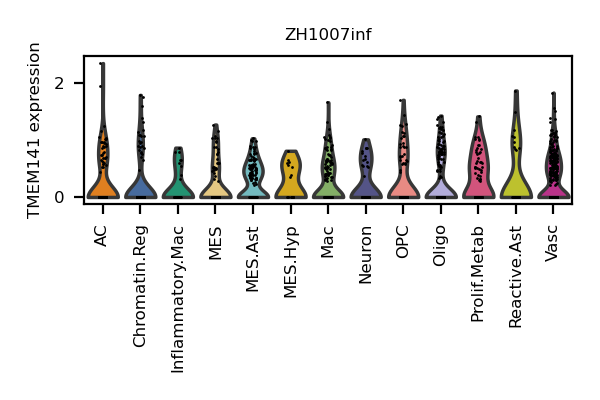 ZH1007inf
TMEM141 expression
2
0
AC
Chromatin.Reg
Inflammatory.Mac
MES
MES.Ast
MES.Hyp
Mac
Neuron
OPC
Oligo
Prolif.Metab
Reactive.Ast
Vasc